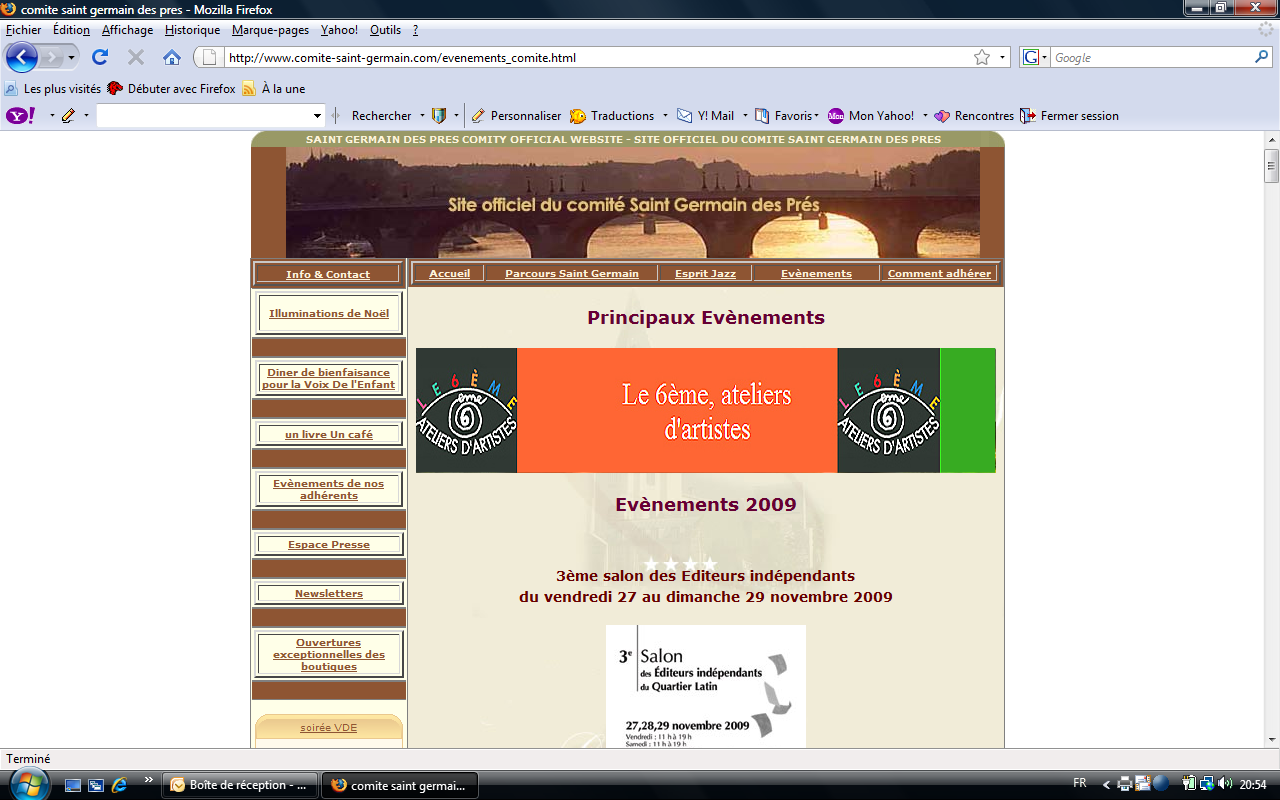 comite saint germain des pres - Mozilla Firefox
Fichier Édition Affichage Historique Marque-pages Yahoo! Outils ?
http://www.comite-saint-germain.com/evenements_comite.html
G Google
Les plus visités Débuter avec Firefox À la une
Y! Rechercher Personnaliser Traductions Y! Mail Favoris Mon Mon Yahoo! Rencontres Fermer session
SAINT GERMAIN DES PRES COMITY OFFICIAL WEBSITE - SITE OFFICIEL DU COMITE SAINT GERMAIN DES PRES
Site officiel du comité Saint Germain des Prés
Info & Contact
Accueil Parcours Saint Germain Esprit Jazz Evènements Comment adhérer
Illuminations de Noël
Diner de bienfaisance
pour la Voix De l'Enfant
un livre Un café
Evènements de nos
adhérents
Espace Presse
Newsletters
Ouvertures
exceptionnelles des
boutiques
soirée VDE
Principaux Evènements
LE 6ÈME
6ème
ATELIERS D'ARTISTES
Le 6ème, ateliers
d'artistes
LE 6ÈME
6ème
ATELIERS D'ARTISTES
Evènements 2009
3ème salon des Editeurs indépendants
du vendredi 27 au dimanche 29 novembre 2009
3e Salon
des Éditeurs indépendants
du Quartier Latin
27,28,29 novembre 2009
Vendredi : 11 h à 19 h
Samedi : 11 h à 19 h
Terminé
Boîte de réception - ...
comite saint germai...
FR
20:54